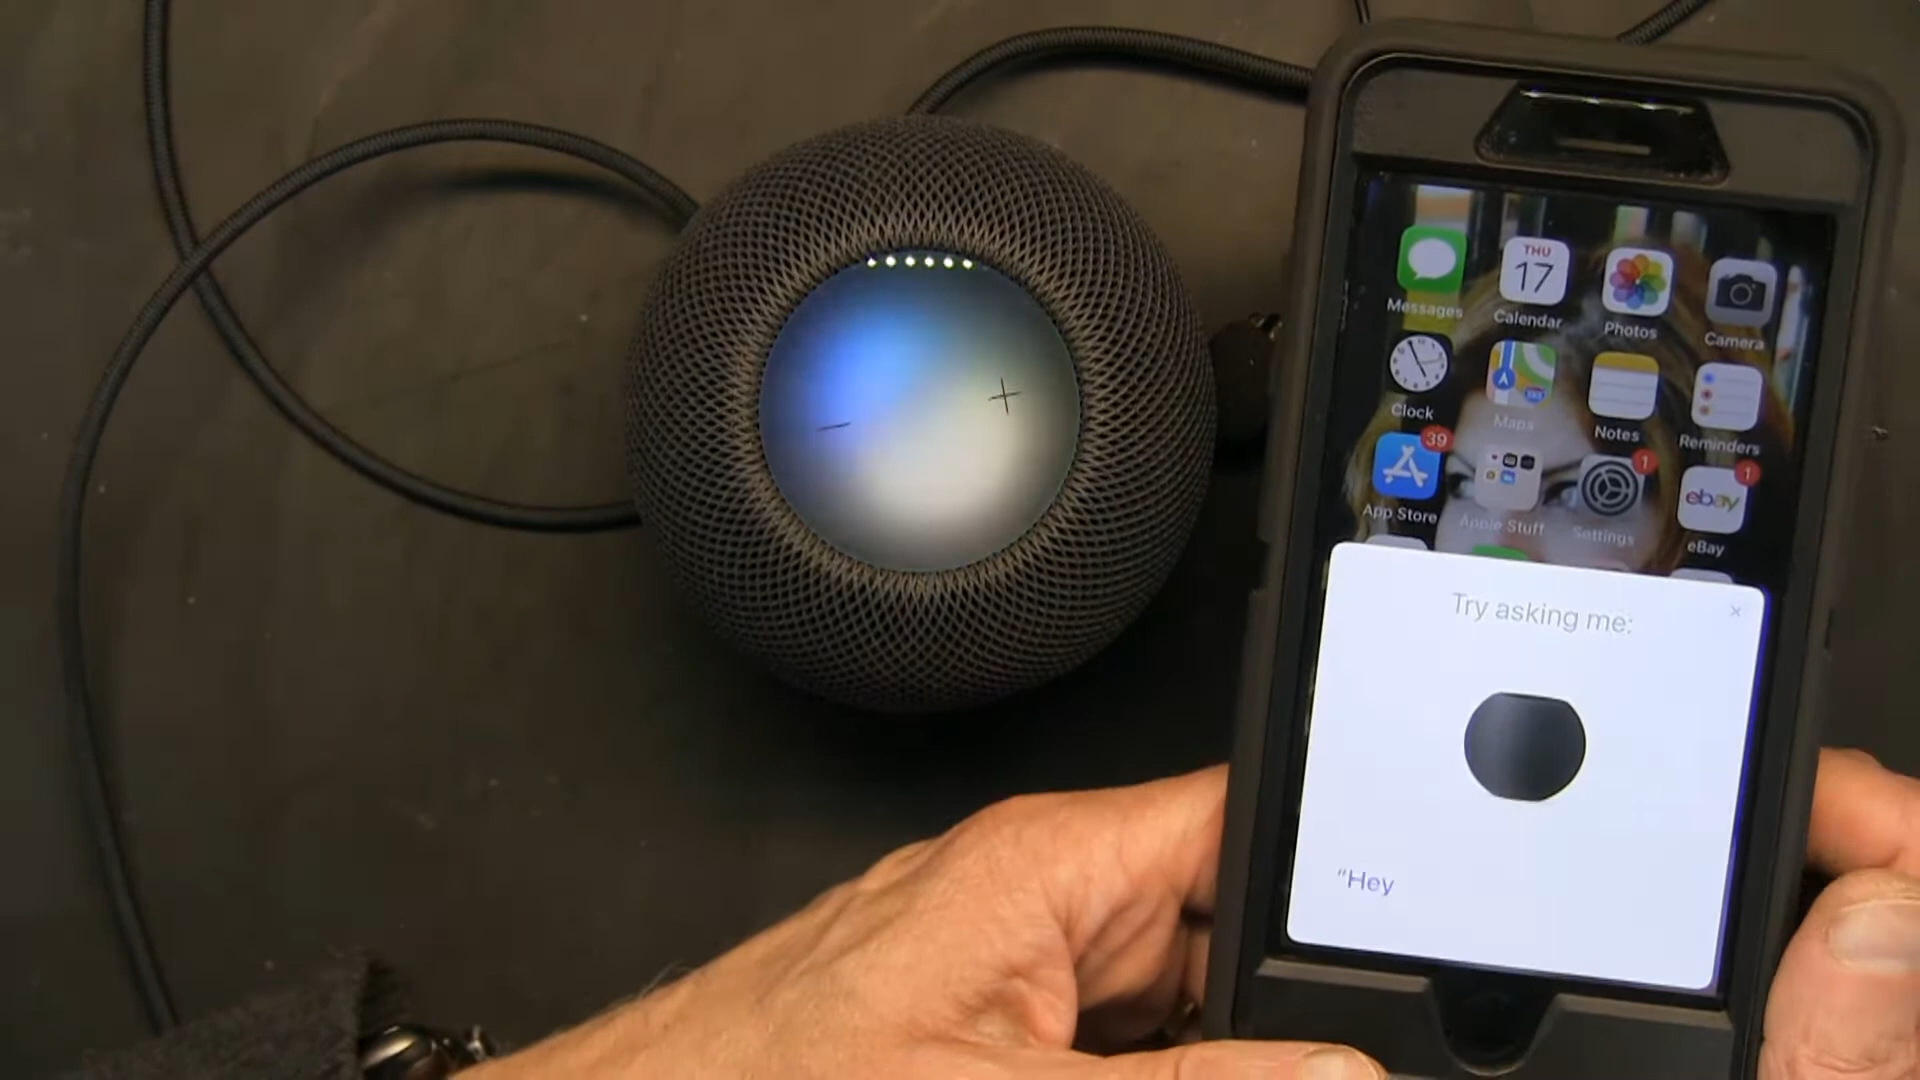 THU
17
Messages
Calendar
Photos
Camera
Clock
Maps
Notes
Reminders
39
1
ebay
1
App Store
Apple Stuff
Settings
eBay
Try asking me:
×
"Hey
− +